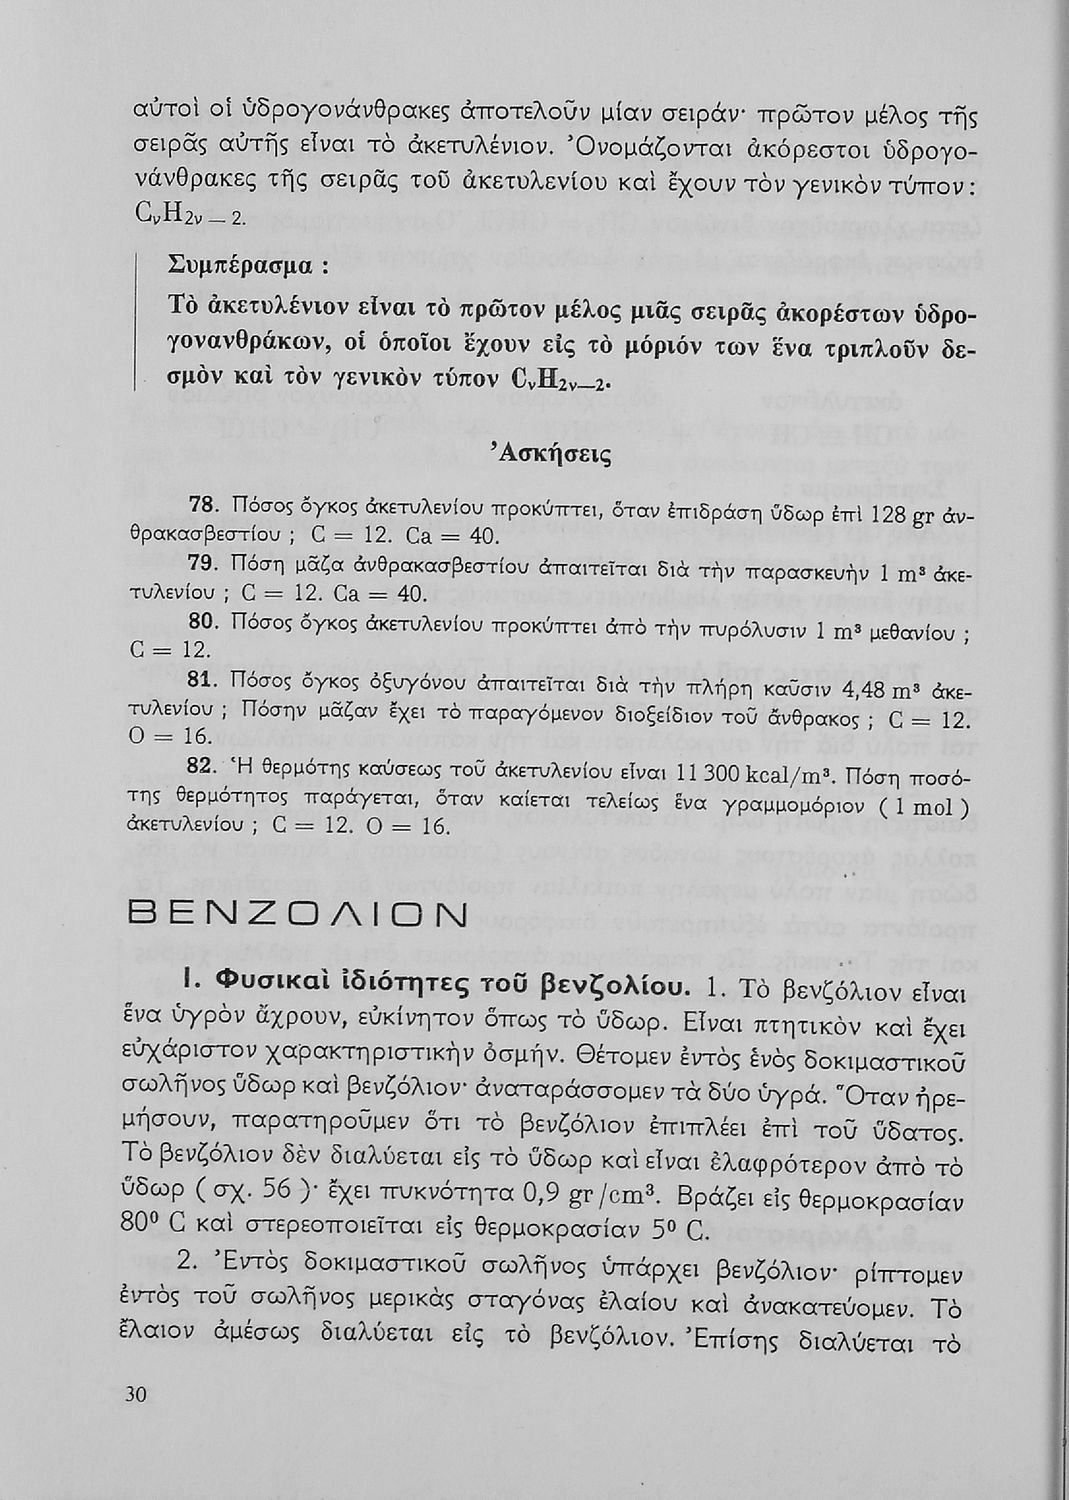 αὐτοὶ οἱ ὑδρογονάνθρακες ἀποτελοῦν μίαν σειράν· πρῶτον μέλος τῆς
σειρᾶς αὐτῆς εἶναι τὸ ἀκετυλένιον. Ὀνομάζονται ἀκόρεστοι ὑδρογο-
νάνθρακες τῆς σειρᾶς τοῦ ἀκετυλενίου καὶ ἔχουν τὸν γενικὸν τύπον :
CνH2ν — 2.
Συμπέρασμα :
Τὸ ἀκετυλένιον εἶναι τὸ πρῶτον μέλος μιᾶς σειρᾶς ἀκορέστων ὑδρο-
γονανθράκων, οἱ ὁποῖοι ἔχουν εἰς τὸ μόριόν των ἕνα τριπλοῦν δε-
σμὸν καὶ τὸν γενικὸν τύπον CνH2ν—2.
Ἀσκήσεις
78. Πόσος ὄγκος ἀκετυλενίου προκύπτει, ὅταν ἐπιδράση ὕδωρ ἐπὶ 128 gr ἀν-
θρακασβεστίου ; C = 12. Ca = 40.
79. Πόση μᾶζα ἀνθρακασβεστίου ἀπαιτεῖται διὰ τὴν παρασκευὴν 1 m³ ἀκε-
τυλενίου ; C = 12. Ca = 40.
80. Πόσος ὄγκος ἀκετυλενίου προκύπτει ἀπὸ τὴν πυρόλυσιν 1 m³ μεθανίου ;
C = 12.
81. Πόσος ὄγκος ὀξυγόνου ἀπαιτεῖται διὰ τὴν πλήρη καῦσιν 4,48 m³ ἀκε-
τυλενίου ; Πόσην μᾶζαν ἔχει τὸ παραγόμενον διοξείδιον τοῦ ἄνθρακος ; C = 12.
O = 16.
82. Ἡ θερμότης καύσεως τοῦ ἀκετυλενίου εἶναι 11 300 kcal/m³. Πόση ποσό-
της θερμότητος παράγεται, ὅταν καίεται τελείως ἕνα γραμμομόριον ( 1 mol )
ἀκετυλενίου ; C = 12. O = 16.
ΒΕΝΖΟΛΙΟΝ
I. Φυσικαὶ ἰδιότητες τοῦ βενζολίου. 1. Τὸ βενζόλιον εἶναι
ἕνα ὑγρὸν ἄχρουν, εὐκίνητον ὅπως τὸ ὕδωρ. Εἶναι πτητικὸν καὶ ἔχει
εὐχάριστον χαρακτηριστικὴν ὀσμήν. Θέτομεν ἐντὸς ἑνὸς δοκιμαστικοῦ
σωλῆνος ὕδωρ καὶ βενζόλιον· ἀναταράσσομεν τὰ δύο ὑγρά. Ὅταν ἠρε-
μήσουν, παρατηροῦμεν ὅτι τὸ βενζόλιον ἐπιπλέει ἐπὶ τοῦ ὕδατος.
Τὸ βενζόλιον δὲν διαλύεται εἰς τὸ ὕδωρ καὶ εἶναι ἐλαφρότερον ἀπὸ τὸ
ὕδωρ ( σχ. 56 )· ἔχει πυκνότητα 0,9 gr/cm³. Βράζει εἰς θερμοκρασίαν
80⁰ C καὶ στερεοποιεῖται εἰς θερμοκρασίαν 5⁰ C.
2. Ἐντὸς δοκιμαστικοῦ σωλῆνος ὑπάρχει βενζόλιον· ρίπτομεν
ἐντὸς τοῦ σωλῆνος μερικὰς σταγόνας ἐλαίου καὶ ἀνακατεύομεν. Τὸ
ἔλαιον ἀμέσως διαλύεται εἰς τὸ βενζόλιον. Ἐπίσης διαλύεται τὸ
30